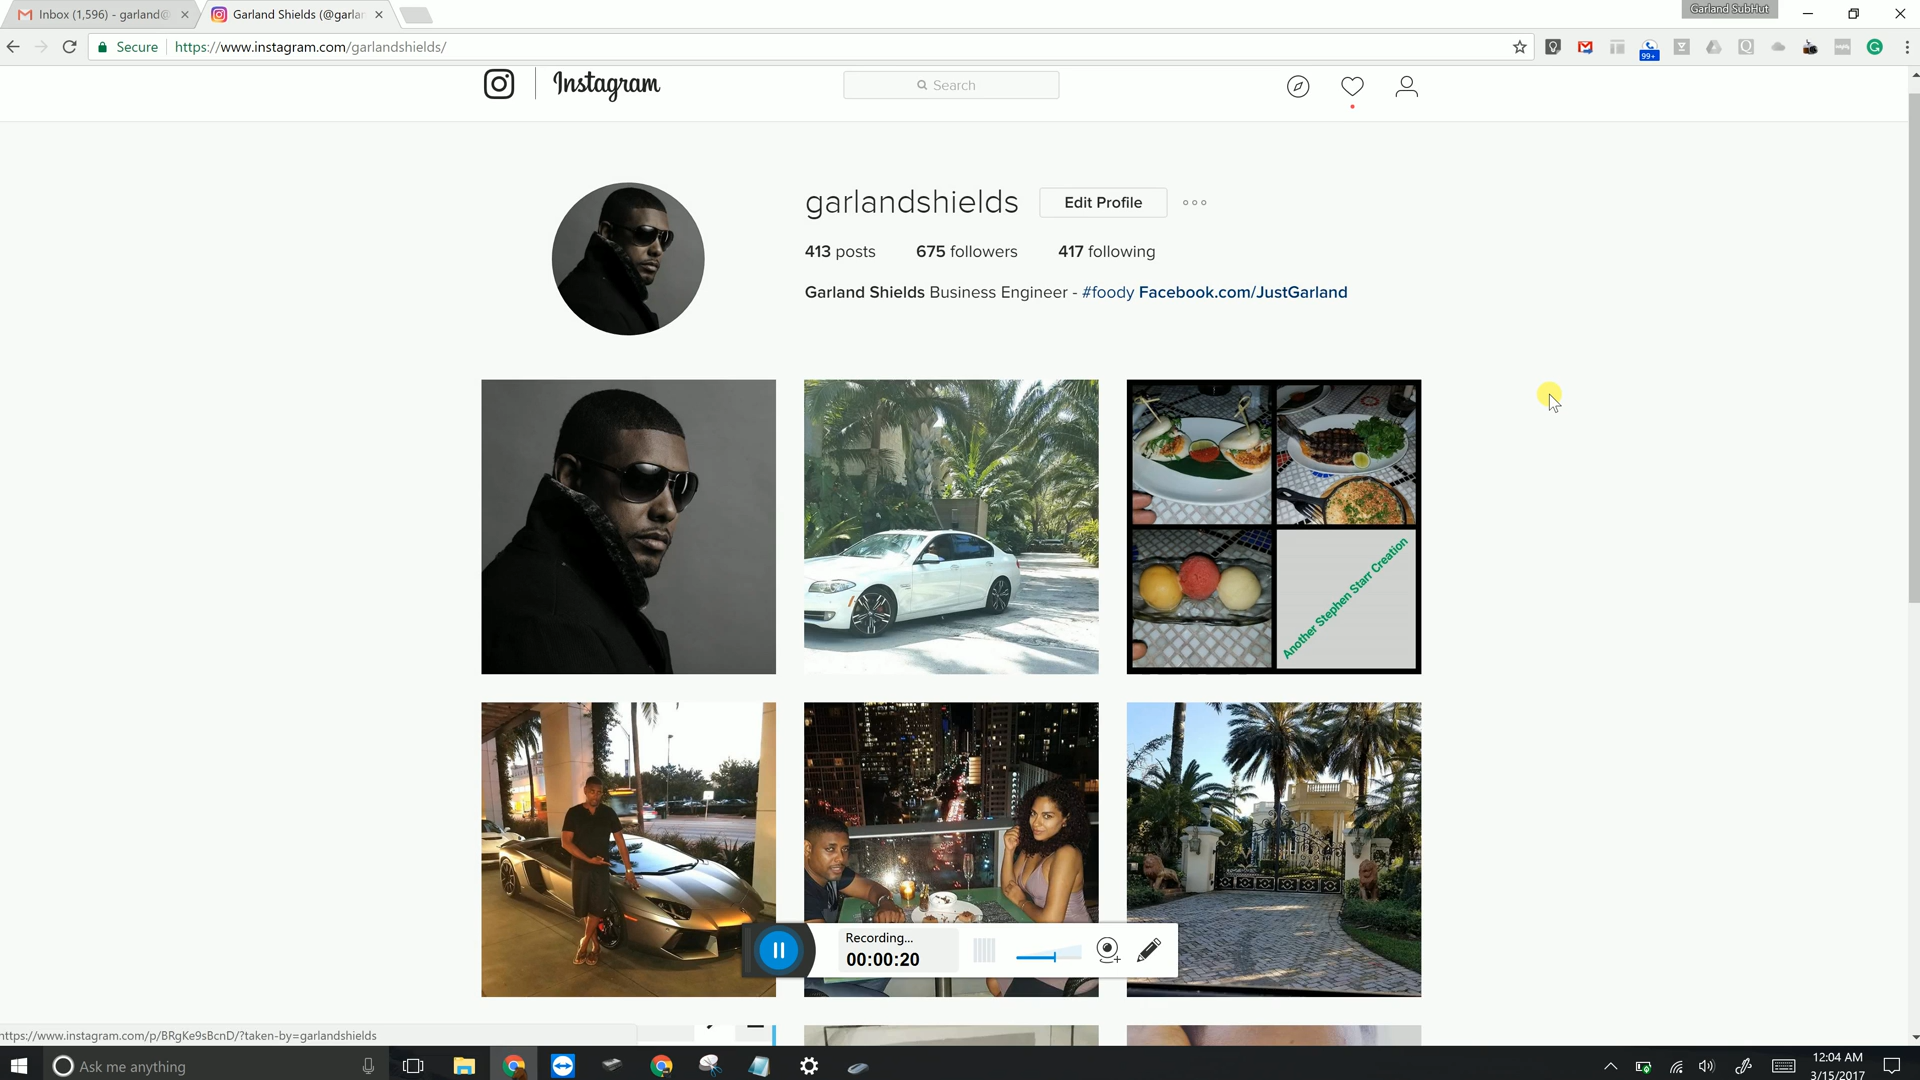 Inbox (1,596) - garland@
Garland Shields (@garlan
Garland SubHut
Secure
https://www.instagram.com/garlandshields/
99+
Instagram
Search
garlandshields
Edit Profile
413 posts
675 followers
417 following
Garland Shields Business Engineer - #foody Facebook.com/JustGarland
Another Stephen Starr Creation
Recording...
00:00:20
https://www.instagram.com/p/BRgKe9sBcnD/?taken-by=garlandshields
Ask me anything
12:04 AM
3/15/2017